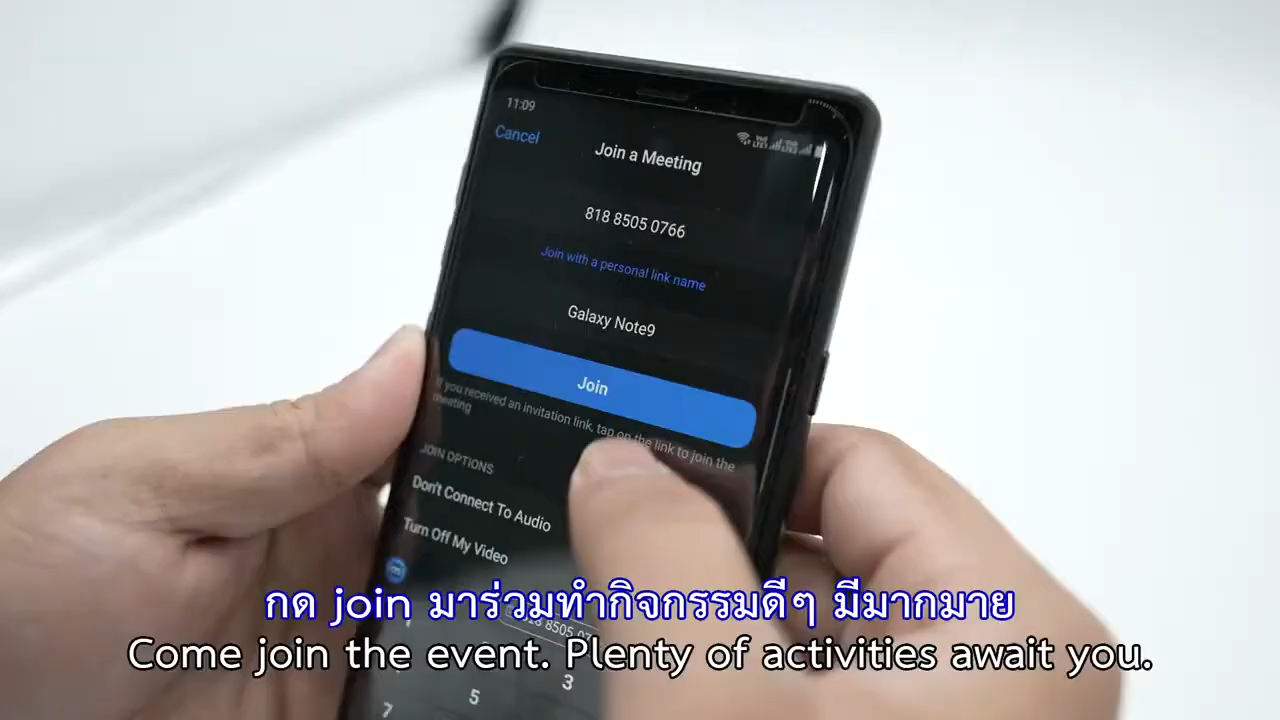 11:09
Cancel
Join a Meeting
818 8505 0766
Join with a personal link name
Galaxy Note9
Join
If you received an invitation link, tap on the link to join the
meeting
JOIN OPTIONS
Don't Connect To Audio
Turn Off My Video
กด join มาร่วมทำกิจกรรมดีๆ มีมากมาย
Come join the event. Plenty of activities await you.
3
5
7